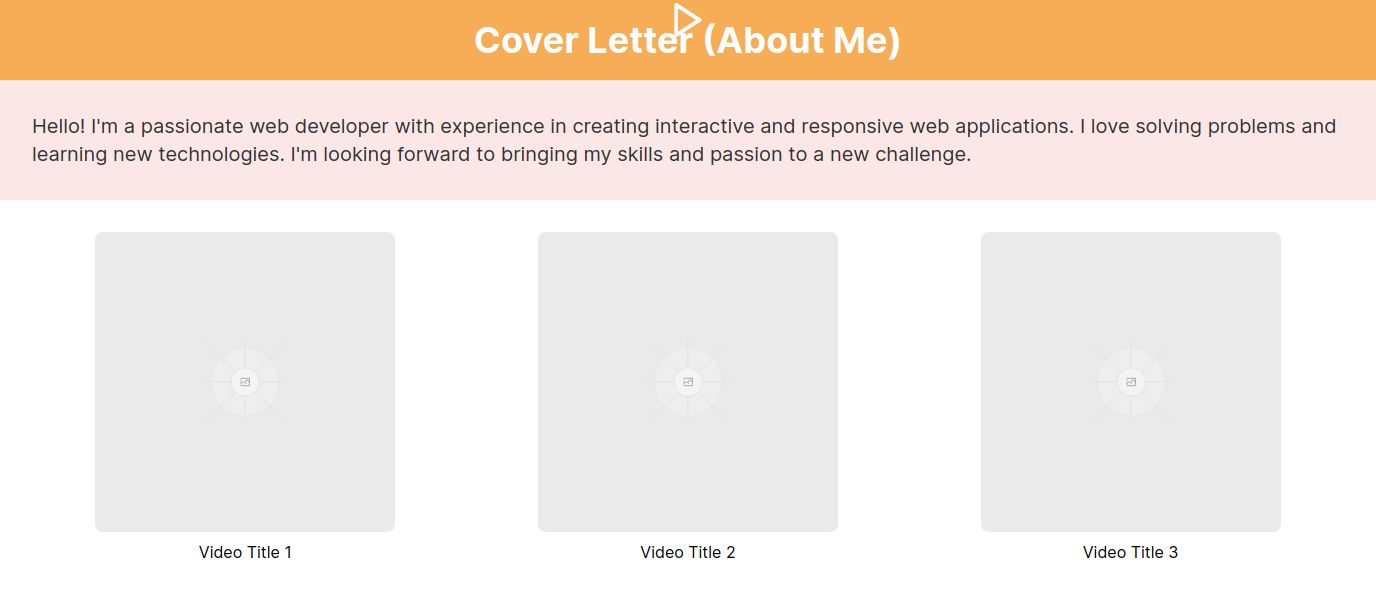 Cover Letter (About Me)
Hello! I'm a passionate web developer with experience in creating interactive and responsive web applications. I love solving problems and
learning new technologies. I'm looking forward to bringing my skills and passion to a new challenge.
Video Title 1
Video Title 2
Video Title 3